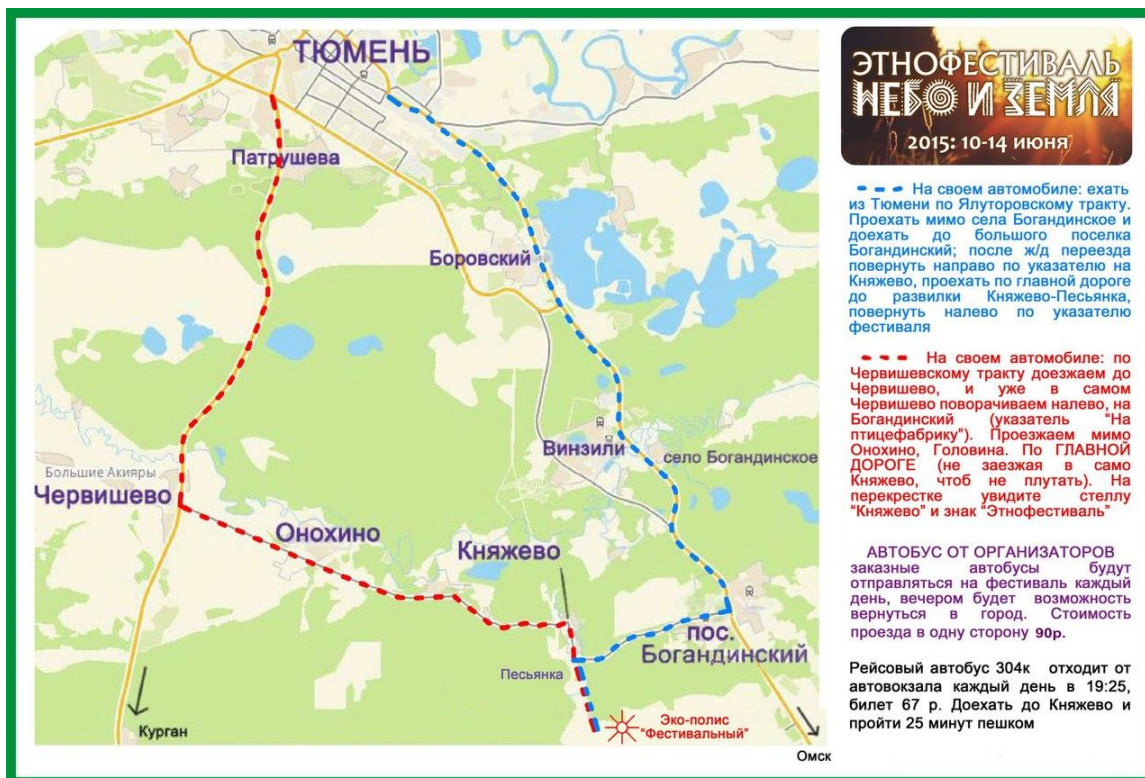 ТЮМЕНЬ
Патрушева
Боровский
Винзили
село Богандинское
Большие Акияры
Червишево
Онохино
Княжево
пос.
Богандинский
Песьянка
Эко-полис
"Фестивальный"
Курган
Омск
ЭТНОФЕСТИВАЛЬ
НЕБО И ЗЕМЛЯ
2015: 10-14 ИЮНЯ
На своем автомобиле: ехать
из Тюмени по Ялуторовскому тракту.
Проехать мимо села Богандинское и
доехать до большого поселка
Богандинский; после ж/д переезда
повернуть направо по указателю на
Княжево, проехать по главной дороге
до развилки Княжево-Песьянка,
повернуть налево по указателю
фестиваля
На своем автомобиле: по
Червишевскому тракту доезжаем до
Червишево, и уже в самом
Червишево поворачиваем налево, на
Богандинский (указатель "На
птицефабрику"). Проезжаем мимо
Онохино, Головина. По ГЛАВНОЙ
ДОРОГЕ (не заезжая в само
Княжево, чтоб не плутать). На
перекрестке увидите стеллу
"Княжево" и знак "Этнофестиваль"
АВТОБУС ОТ ОРГАНИЗАТОРОВ
заказные автобусы будут
отправляться на фестиваль каждый
день, вечером будет возможность
вернуться в город. Стоимость
проезда в одну сторону 90р.
Рейсовый автобус 304к отходит от
автовокзала каждый день в 19:25,
билет 67 р. Доехать до Княжево и
пройти 25 минут пешком